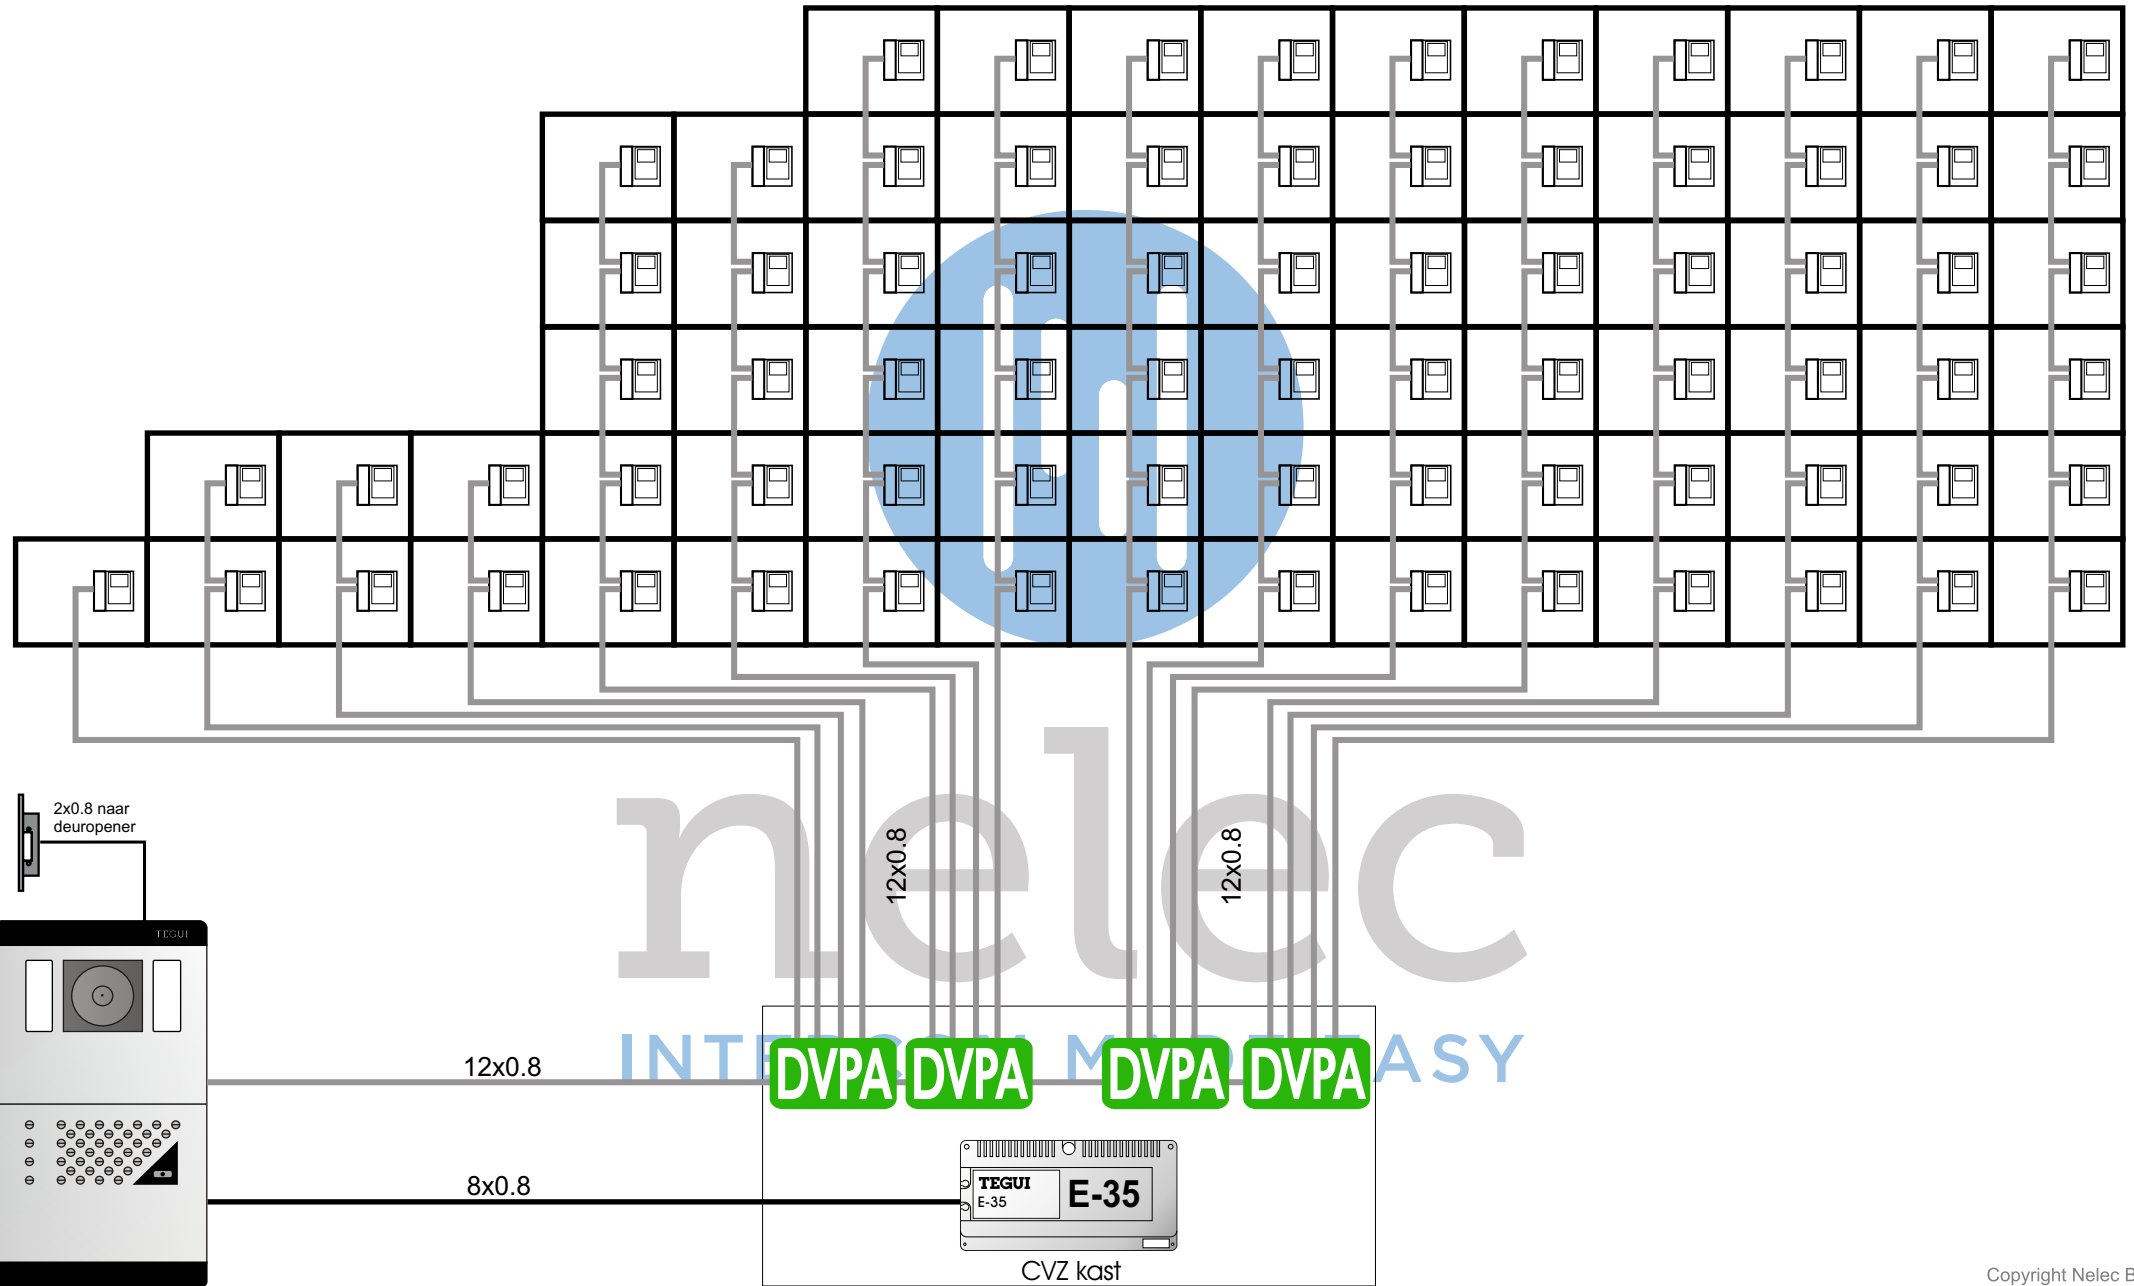 2x0.8 naar
deuropener
12x0.8
12x0.8
nelec
INTERCOM MADE EASY
TEGUI
12x0.8
DVPA DVPA DVPA DVPA
8x0.8
TEGUI
E-35
E-35
CVZ kast
Copyright Nelec B